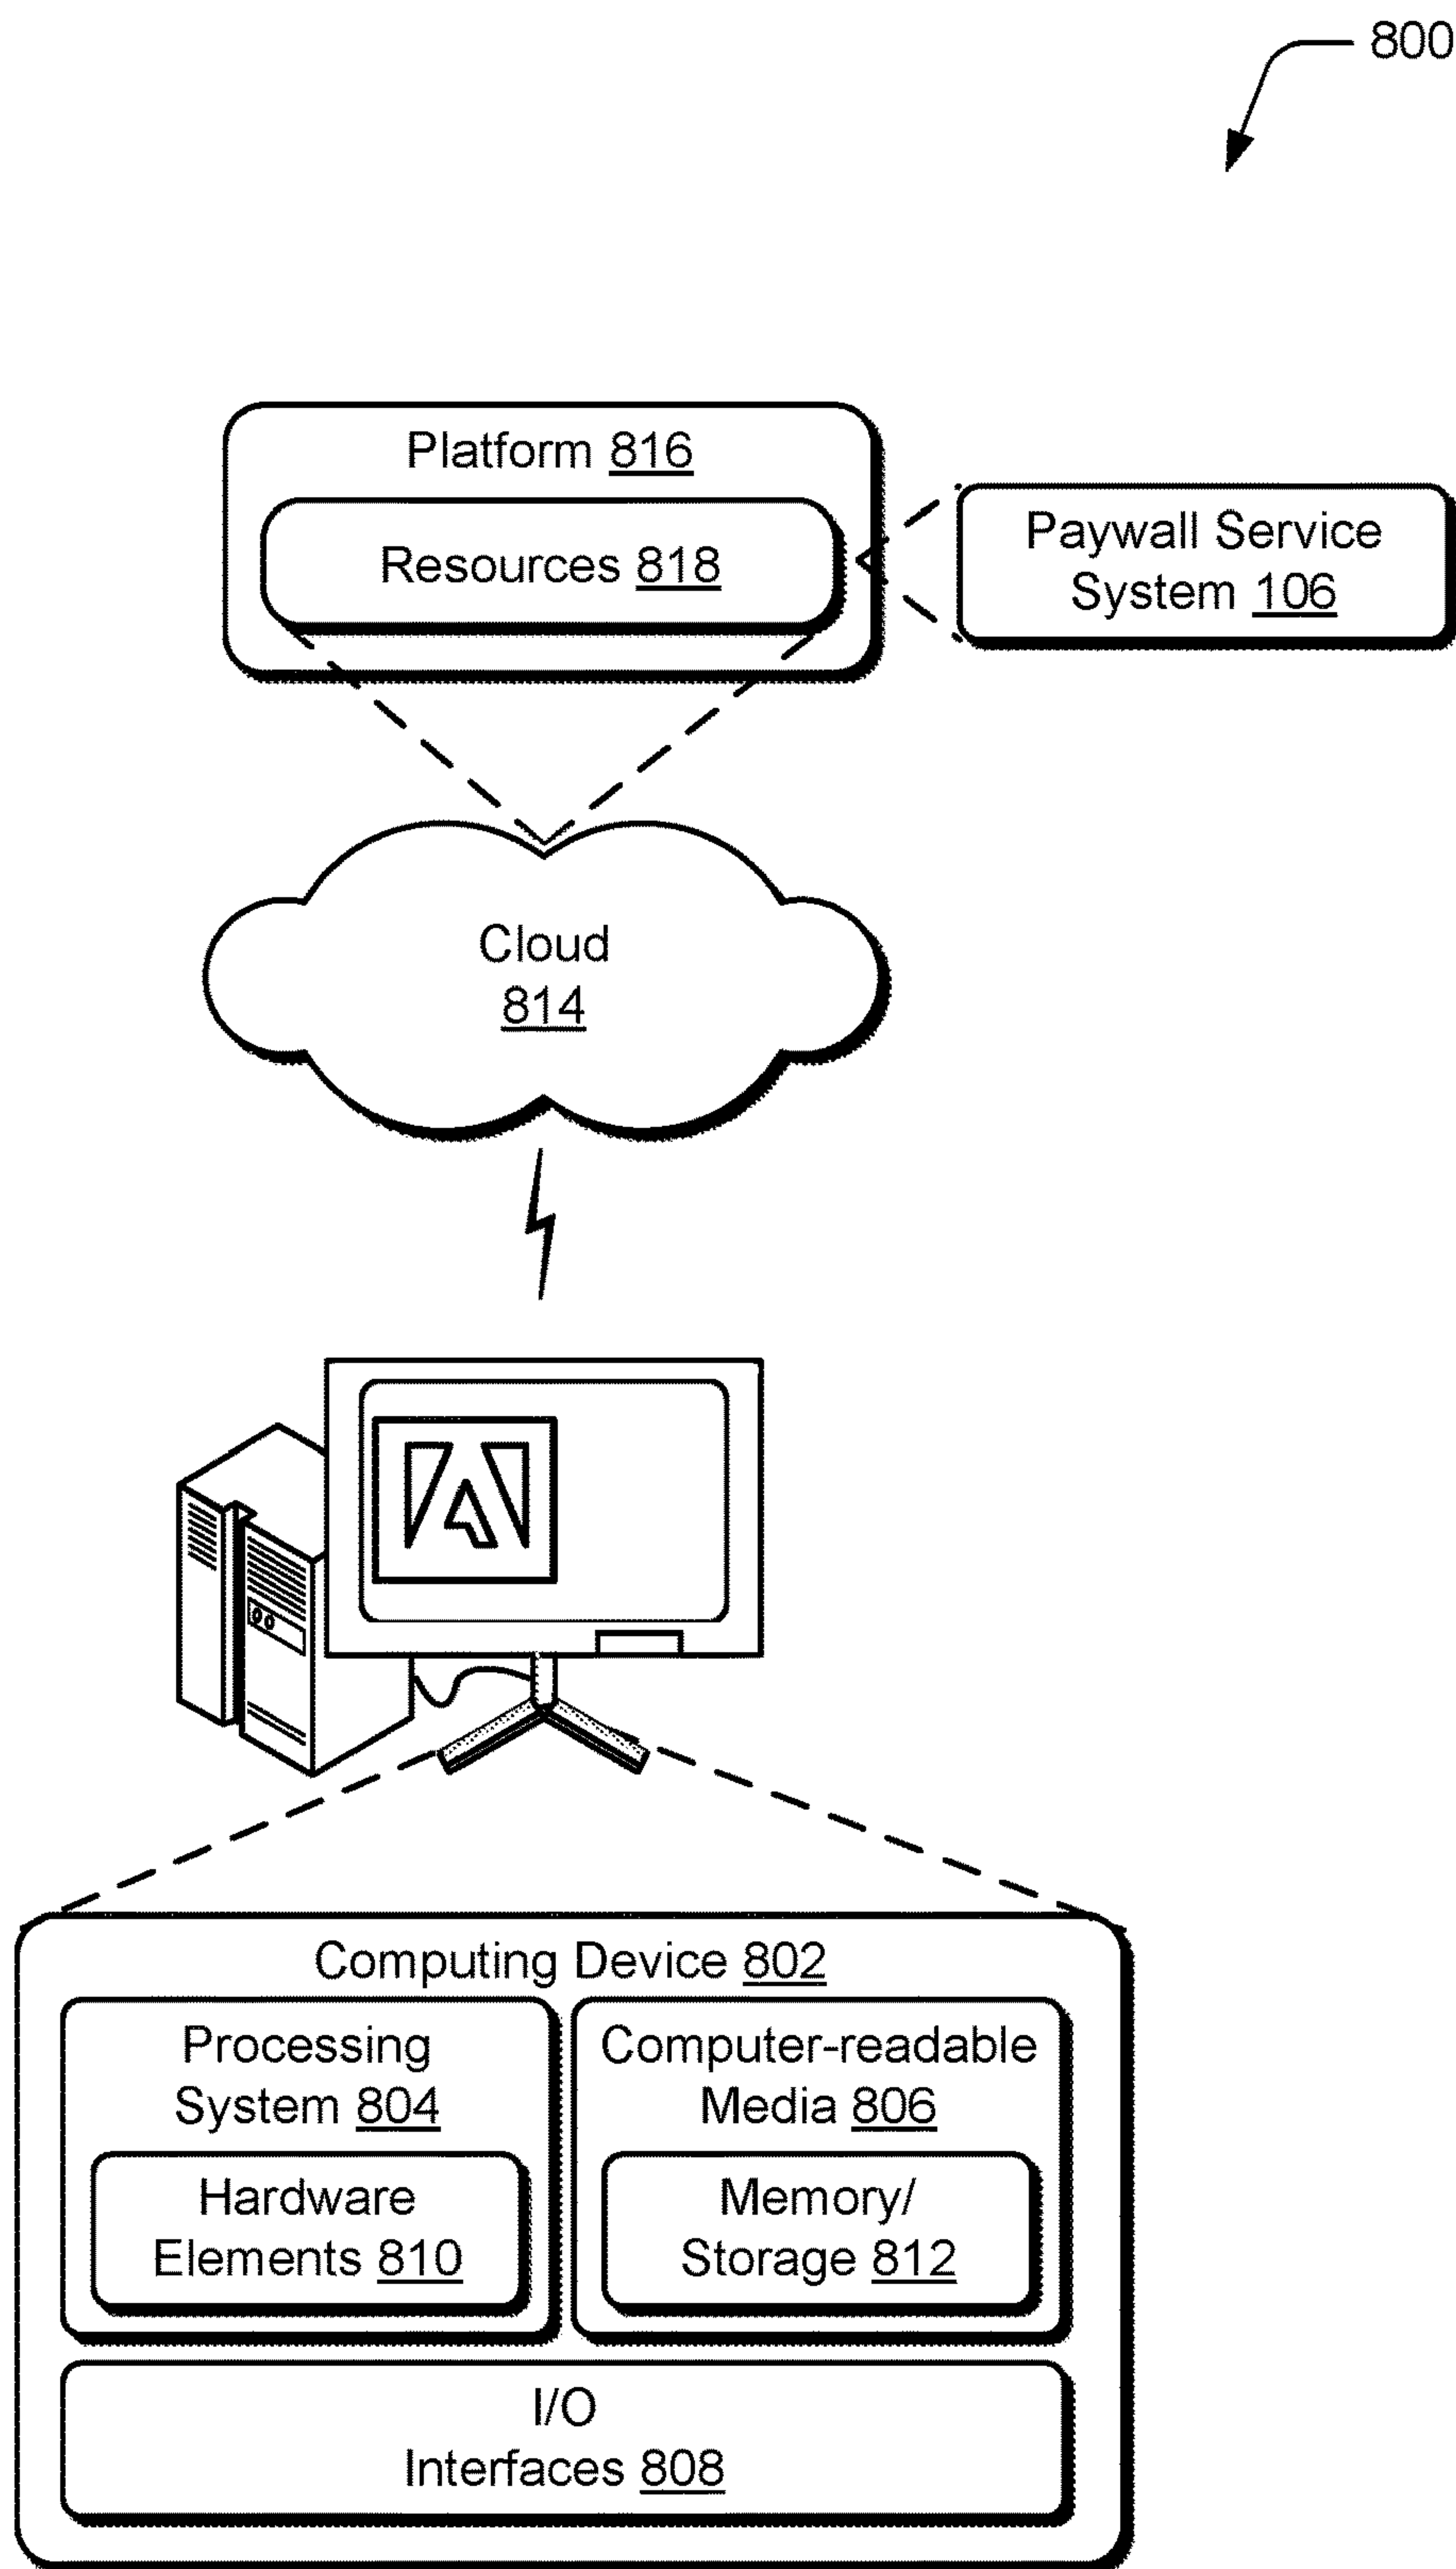 800
Platform 816
Resources 818
Paywall Service
System 106
Cloud
814
Computing Device 802
Processing
System 804
Hardware
Elements 810
Computer-readable
Media 806
Memory/
Storage 812
I/O
Interfaces 808